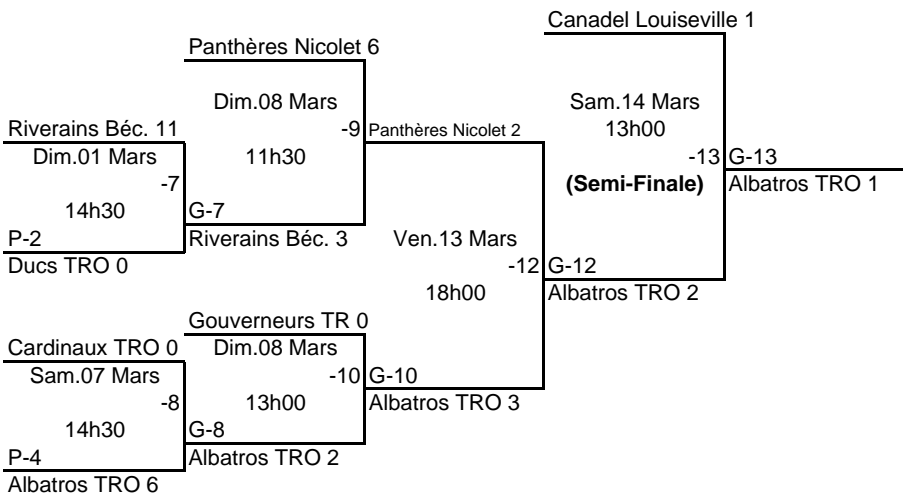 Canadel Louiseville 1
Panthères Nicolet 6
Dim.08 Mars
Sam.14 Mars
Riverains Béc. 11
-9
Panthères Nicolet 2
13h00
Dim.01 Mars
11h30
-13
G-13
-7
(Semi-Finale)
Albatros TRO 1
14h30
G-7
P-2
Riverains Béc. 3
Ven.13 Mars
Ducs TRO 0
-12
G-12
18h00
Albatros TRO 2
Gouverneurs TR 0
Cardinaux TRO 0
Dim.08 Mars
Sam.07 Mars
-10
G-10
-8
13h00
Albatros TRO 3
14h30
G-8
P-4
Albatros TRO 2
Albatros TRO 6